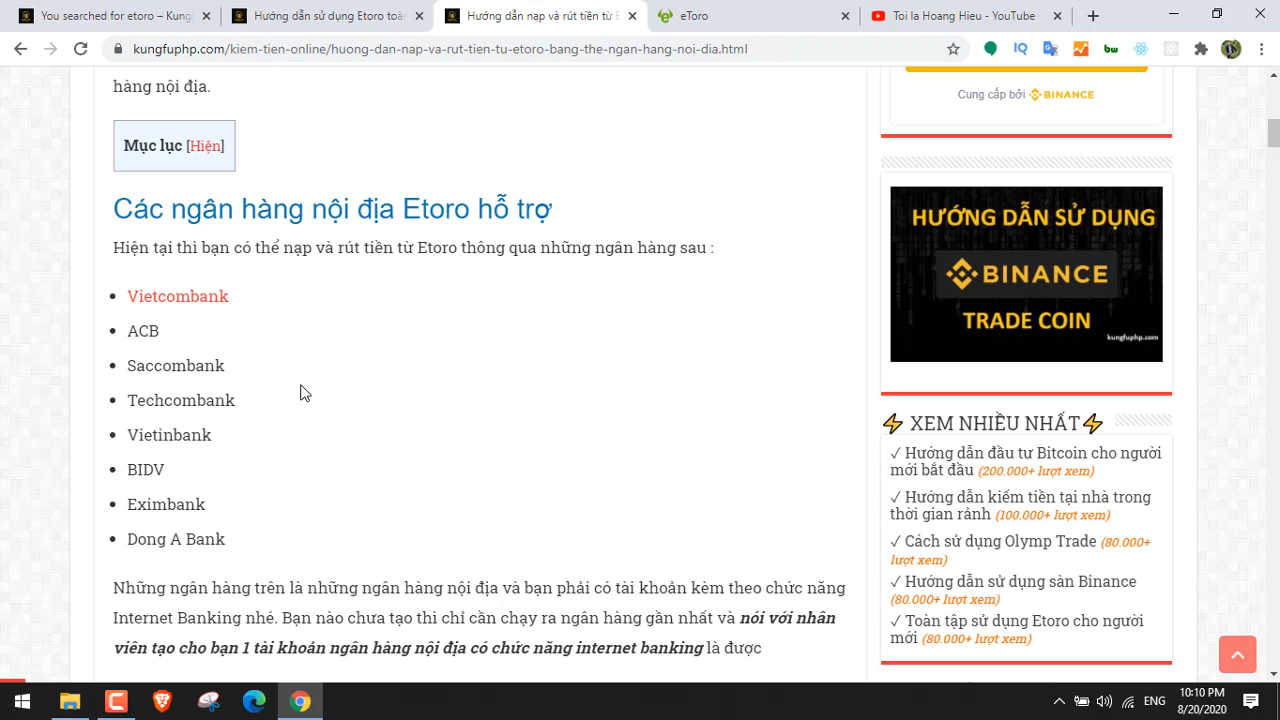 You searched for - Kungfu
Hướng dẫn sử dụng Etoro
Hướng dẫn nạp và rút tiền từ E
eToro
kungfuphp.com/kiem-tien-online/huong-dan-nap-va-rut-tien-tu-etoro-bang-the-ngan-hang-noi-dia.html
IQ
bw
hàng nội địa.
Mục lục [Hiện]
Các ngân hàng nội địa Etoro hỗ trợ
Hiện tại thì bạn có thể nạp và rút tiền từ Etoro thông qua những ngân hàng sau :
Vietcombank
ACB
Saccombank
Techcombank
Vietinbank
BIDV
Eximbank
Dong A Bank
Những ngân hàng trên là những ngân hàng nội địa và bạn phải có tài khoản kèm theo chức năng
Internet Banking nhe. Bạn nào chưa tạo thì chỉ cần chạy ra ngân hàng gần nhất và nói với nhân
viên tạo cho bạn 1 tài khoản ngân hàng nội địa có chức năng internet banking là được
Cung cấp bởi BINANCE
HƯỚNG DẪN SỬ DỤNG
BINANCE
TRADE COIN
kungfuphp.com
⚡ XEM NHIỀU NHẤT⚡
✓ Hướng dẫn đầu tư Bitcoin cho người
mới bắt đầu (200.000+ lượt xem)
✓ Hướng dẫn kiếm tiền tại nhà trong
thời gian rảnh (100.000+ lượt xem)
✓ Cách sử dụng Olymp Trade (80.000+
lượt xem)
✓ Hướng dẫn sử dụng sàn Binance
(80.000+ lượt xem)
✓ Toàn tập sử dụng Etoro cho người
mới (80.000+ lượt xem)
ENG
10:10 PM
8/20/2020